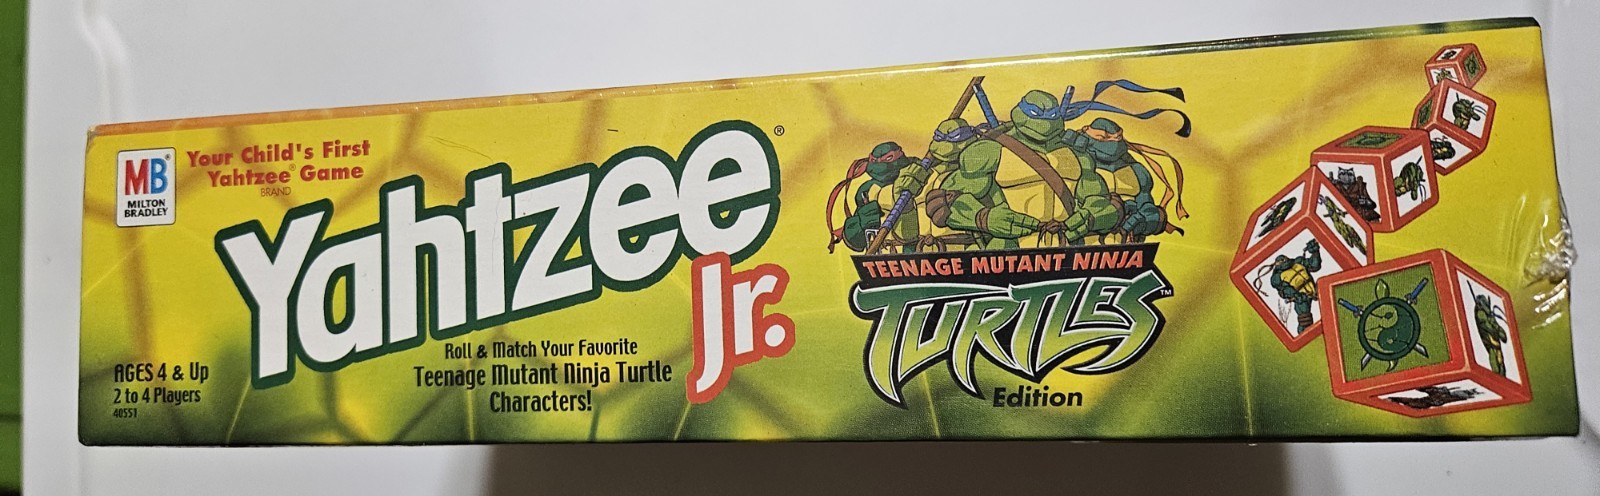 MB®
MILTON
BRADLEY
Your Child's First
Yahtzee® Game
BRAND
Yahtzee®
Jr.
Roll & Match Your Favorite
Teenage Mutant Ninja Turtle
Characters!
AGES 4 & Up
2 to 4 Players
40551
TEENAGE MUTANT NINJA
TURTLES™
Edition